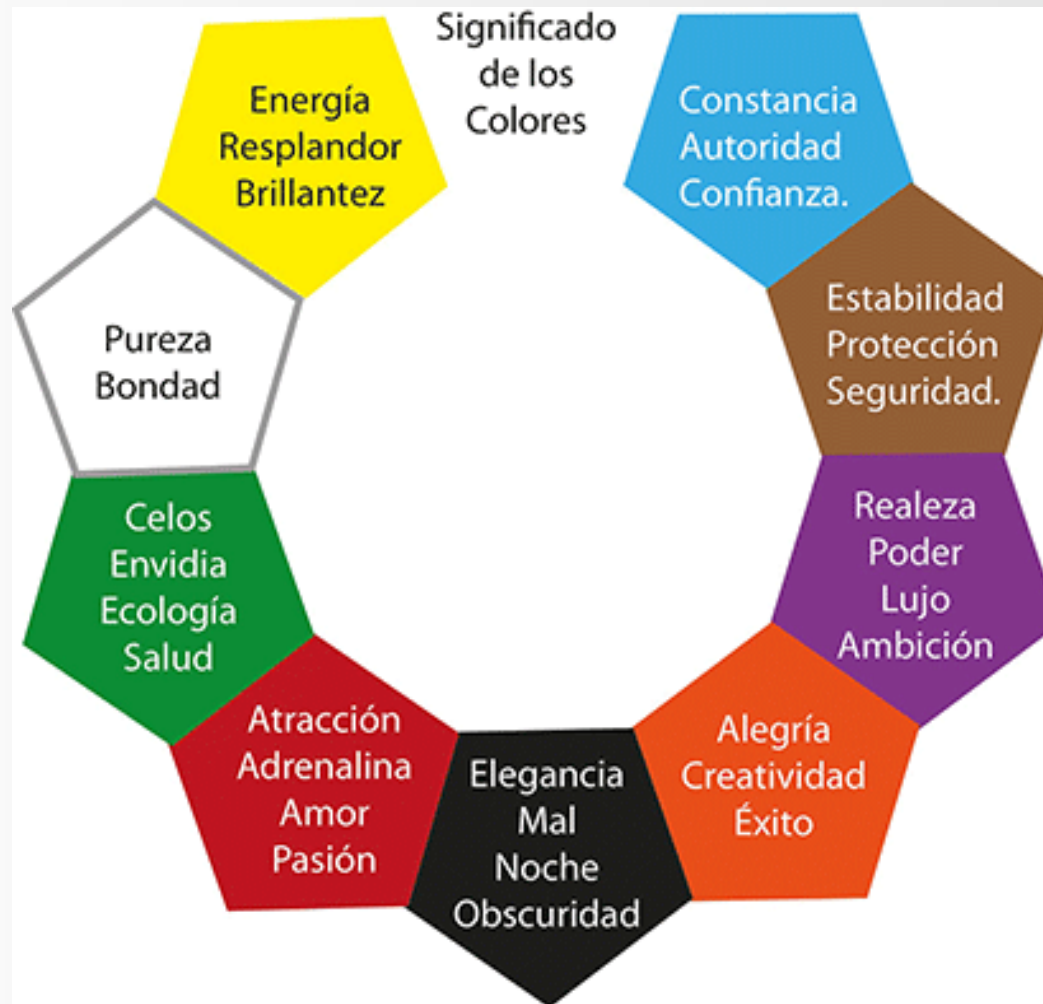 Significado
de los
Colores
Energía
Resplandor
Brillantez
Constancia
Autoridad
Confianza.
Pureza
Bondad
Estabilidad
Protección
Seguridad.
Celos
Envidia
Ecología
Salud
Realeza
Poder
Lujo
Ambición
Atracción
Adrenalina
Amor
Pasión
Elegancia
Mal
Noche
Obscuridad
Alegría
Creatividad
Éxito